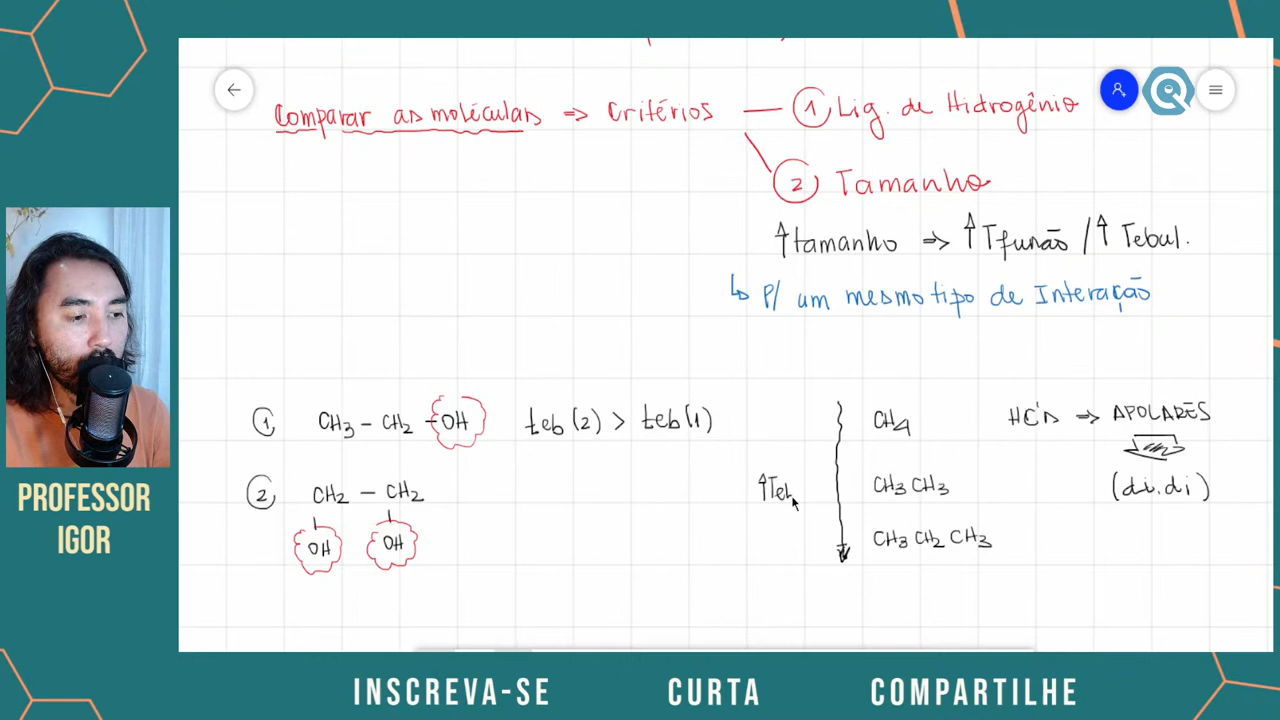 Comparar as moléculas => Critérios — ① Lig. de Hidrogênio
② Tamanho
↑tamanho => ↑Tfusão / ↑Tebul.
↳ P/ um mesmo tipo de Interação
① CH3 – CH2 – OH teb(2) > teb(1)
② CH2 – CH2
OH OH
↑Teb
CH4
CH3 CH3
CH3 CH2 CH3
HC's => APOLARES
(di.di)
PROFESSOR
IGOR
INSCREVA-SE CURTA COMPARTILHE